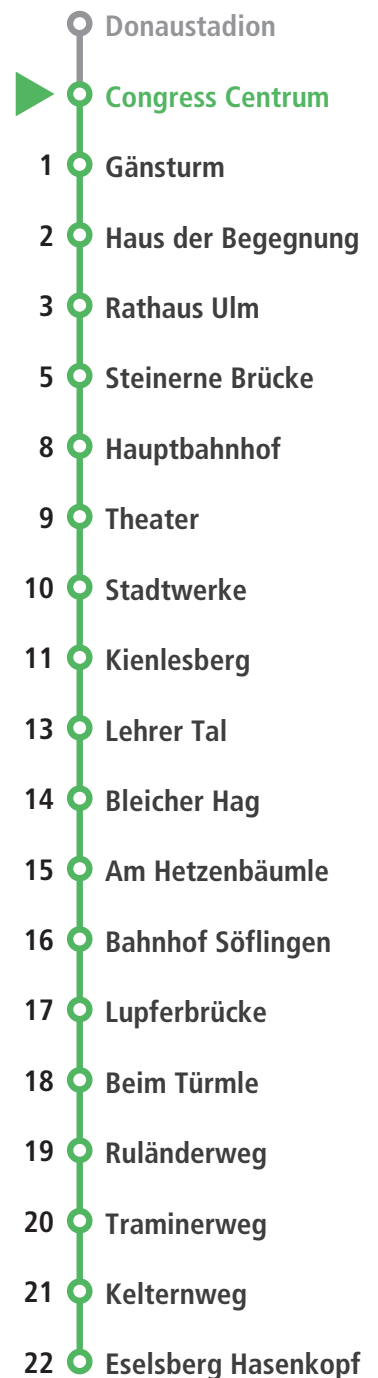 Donaustadion
Congress Centrum
1 Gänsturm
2 Haus der Begegnung
3 Rathaus Ulm
5 Steinerne Brücke
8 Hauptbahnhof
9 Theater
10 Stadtwerke
11 Kienlesberg
13 Lehrer Tal
14 Bleicher Hag
15 Am Hetzenbäumle
16 Bahnhof Söflingen
17 Lupferbrücke
18 Beim Türmle
19 Ruländerweg
20 Traminerweg
21 Kelternweg
22 Eselsberg Hasenkopf